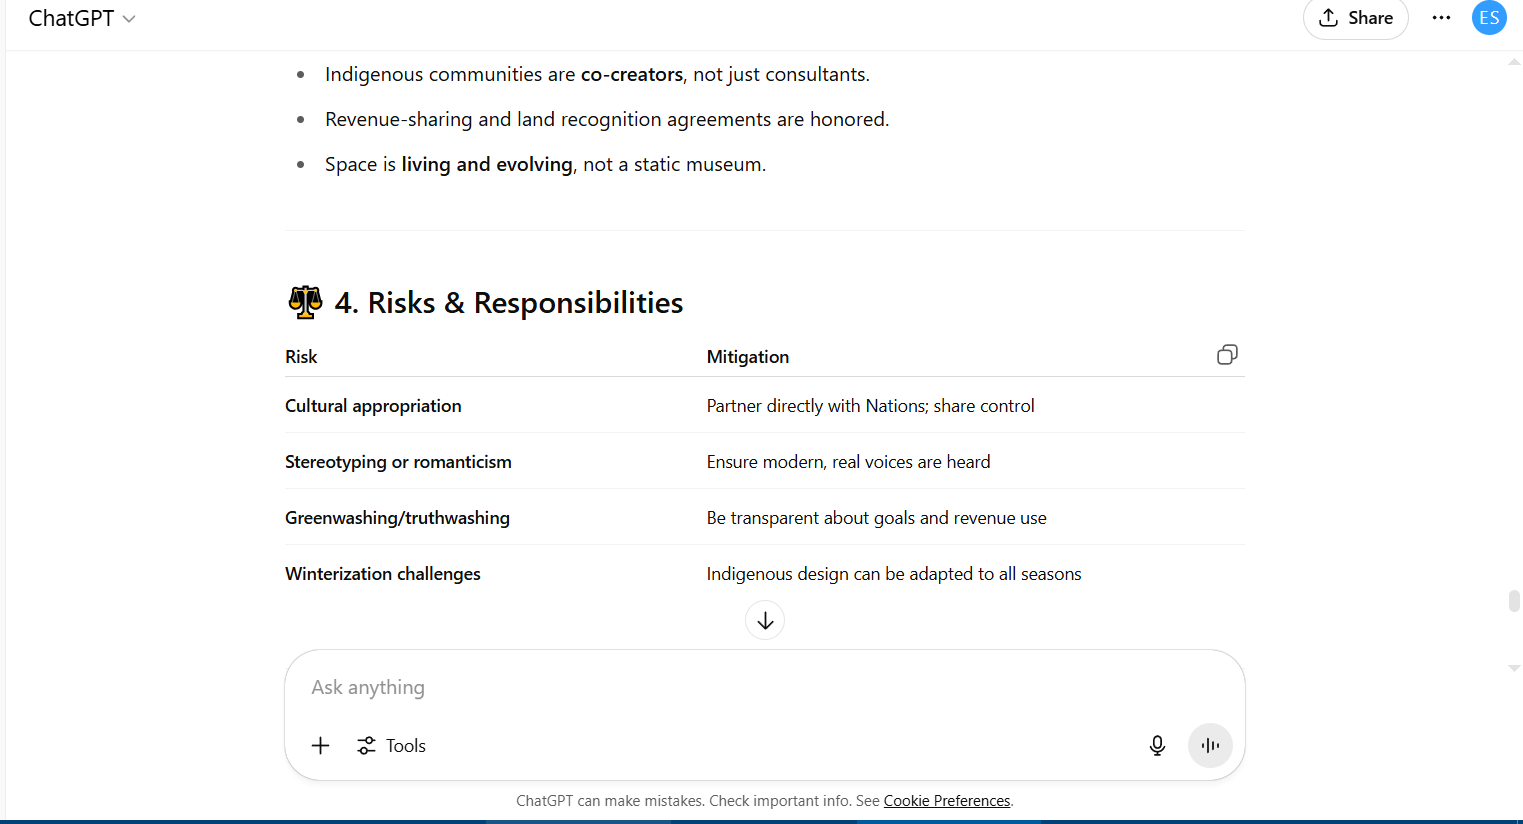 ChatGPT
Share
ES
Indigenous communities are co-creators, not just consultants.
Revenue-sharing and land recognition agreements are honored.
Space is living and evolving, not a static museum.
4. Risks & Responsibilities
Risk Mitigation
Cultural appropriation Partner directly with Nations; share control
Stereotyping or romanticism Ensure modern, real voices are heard
Greenwashing/truthwashing Be transparent about goals and revenue use
Winterization challenges Indigenous design can be adapted to all seasons
Ask anything
Tools
ChatGPT can make mistakes. Check important info. See Cookie Preferences.